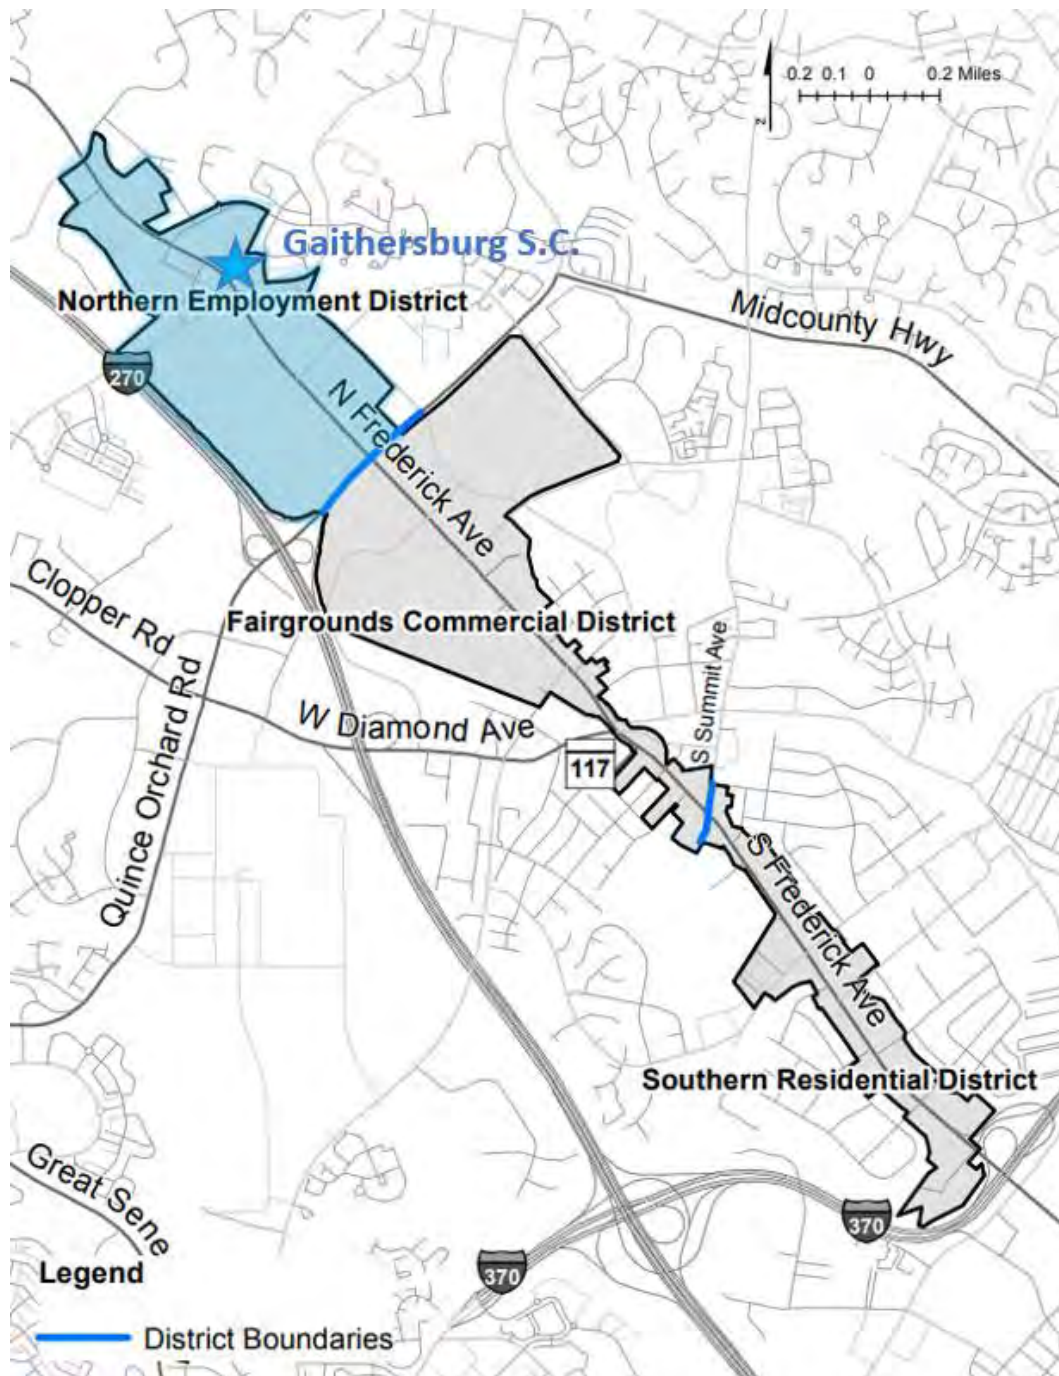 0.2 0.1 0 0.2 Miles
z
Gaithersburg S.C.
Northern Employment District
Midcounty Hwy
270
N Frederick Ave
Clopper Rd
Fairgrounds Commercial District
Quince Orchard Rd
W Diamond Ave
S Summit Ave
117
S Frederick Ave
Southern Residential District
Great Sene
370
370
Legend
District Boundaries